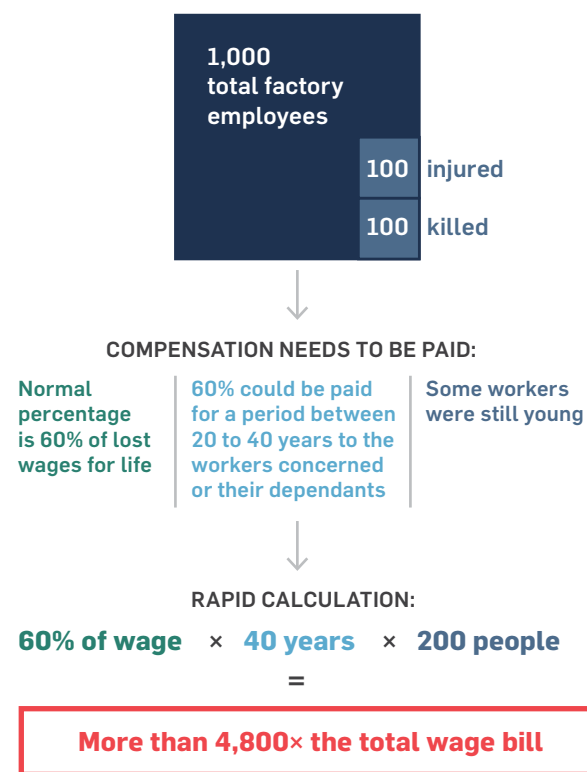 1,000
total factory
employees
100 injured
100 killed
COMPENSATION NEEDS TO BE PAID:
Normal
percentage
is 60% of lost
wages for life
60% could be paid
for a period between
20 to 40 years to the
workers concerned
or their dependants
Some workers
were still young
RAPID CALCULATION:
60% of wage × 40 years × 200 people
=
More than 4,800× the total wage bill